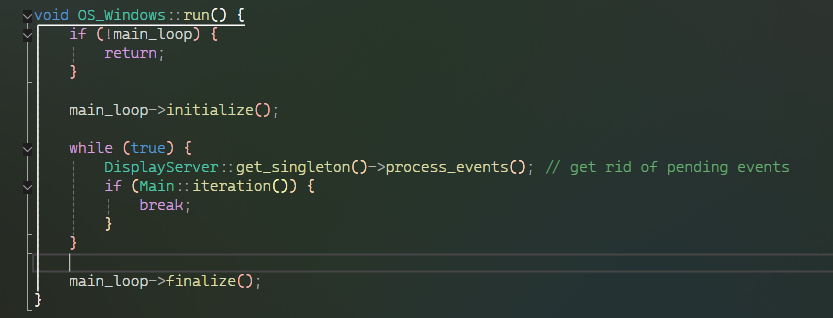 void OS_Windows::run() {
    if (!main_loop) {
        return;
    }

    main_loop->initialize();

    while (true) {
        DisplayServer::get_singleton()->process_events(); // get rid of pending events
        if (Main::iteration()) {
            break;
        }
    }

    main_loop->finalize();
}